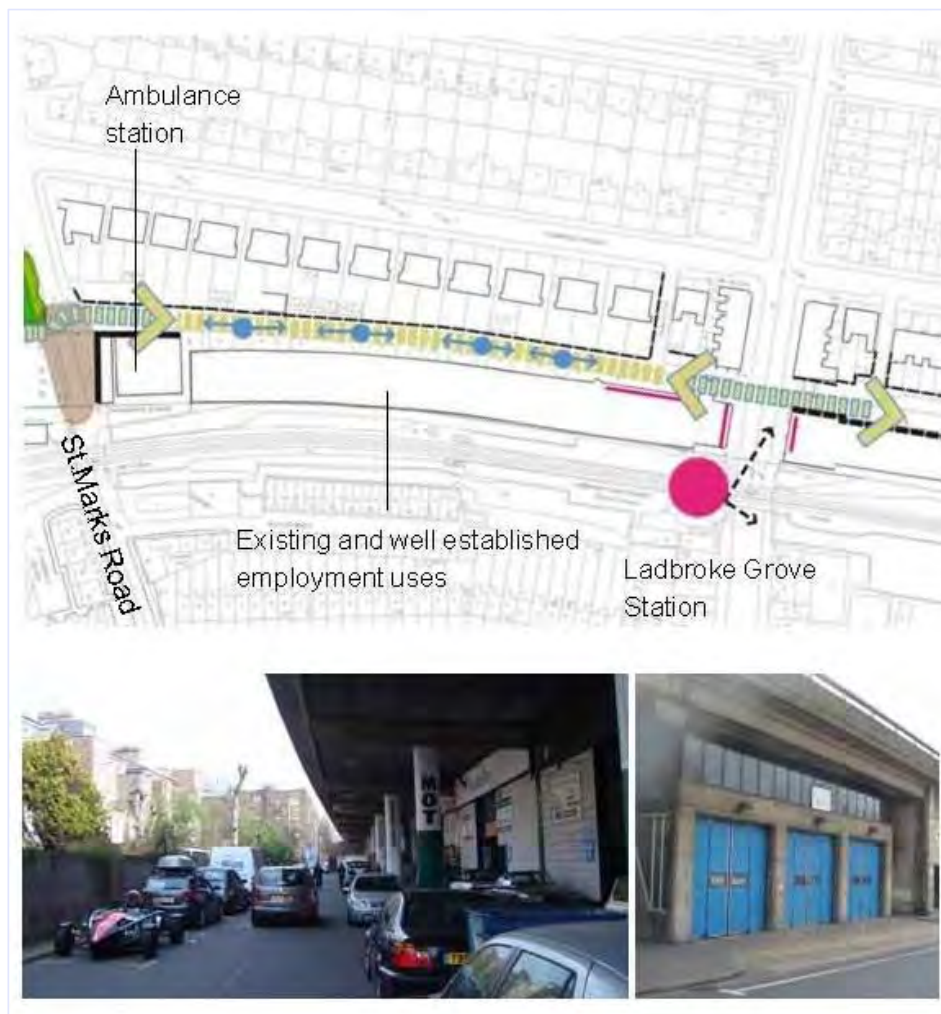 Ambulance
station
St.Marks Road
Existing and well established
employment uses
Ladbroke Grove
Station
MOT